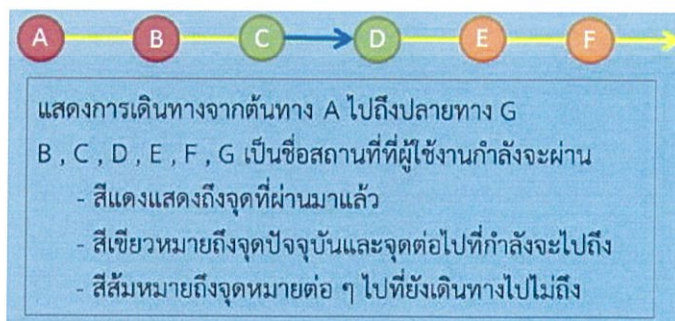 A B C D E F
แสดงการเดินทางจากต้นทาง A ไปถึงปลายทาง G
B , C , D , E , F , G เป็นชื่อสถานที่ที่ผู้ใช้งานกำลังจะผ่าน
- สีแดงแสดงถึงจุดที่ผ่านมาแล้ว
- สีเขียวหมายถึงจุดปัจจุบันและจุดต่อไปที่กำลังจะไปถึง
- สีส้มหมายถึงจุดหมายต่อ ๆ ไปที่ยังเดินทางไปไม่ถึง